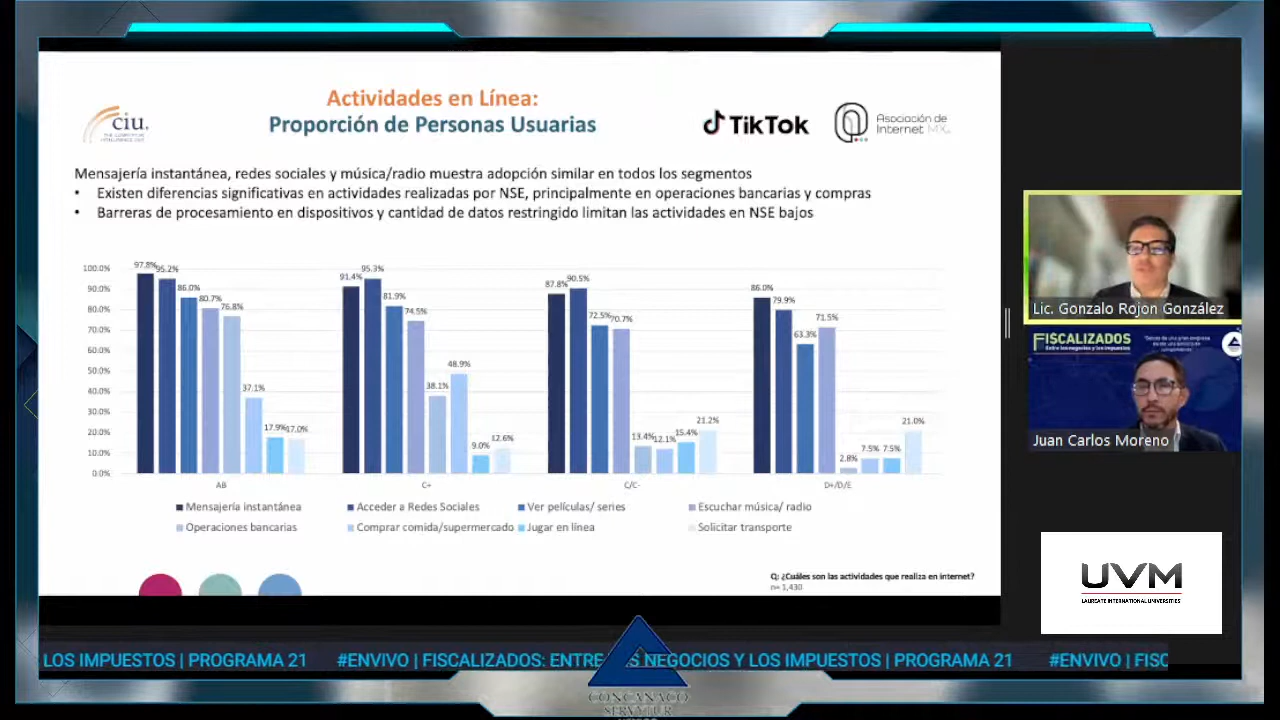 Actividades en Línea:
Proporción de Personas Usuarias
ciu.
TikTok
Asociación de
Internet MX.
Mensajería instantánea, redes sociales y música/radio muestra adopción similar en todos los segmentos
• Existen diferencias significativas en actividades realizadas por NSE, principalmente en operaciones bancarias y compras
• Barreras de procesamiento en dispositivos y cantidad de datos restringido limitan las actividades en NSE bajos
100.0%
90.0%
80.0%
70.0%
60.0%
50.0%
40.0%
30.0%
20.0%
10.0%
0.0%
97.8% 95.2% 86.0% 80.7% 76.8% 37.1% 17.9% 17.0%
91.4% 95.3% 81.9% 74.5% 38.1% 48.9% 9.0% 12.6%
87.8% 90.5% 72.5% 70.7% 13.4% 12.1% 15.4% 21.2%
86.0% 79.9% 63.3% 71.5% 2.8% 7.5% 7.5% 21.0%
AB C+ C/C- D+/D/E
Mensajería instantánea Acceder a Redes Sociales Ver películas/ series Escuchar música/ radio
Operaciones bancarias Comprar comida/supermercado Jugar en línea Solicitar transporte
Q: ¿Cuáles son las actividades que realiza en internet?
n= 1,430
Lic. Gonzalo Rojon González
FISCALIZADOS
Entre los negocios y los impuestos
Juan Carlos Moreno
UVM
LAUREATE INTERNATIONAL UNIVERSITIES
LOS IMPUESTOS | PROGRAMA 21 #ENVIVO | FISCALIZADOS: ENTRE LOS NEGOCIOS Y LOS IMPUESTOS | PROGRAMA 21 #ENVIVO | FISC
CONCANACO
SERVYTUR